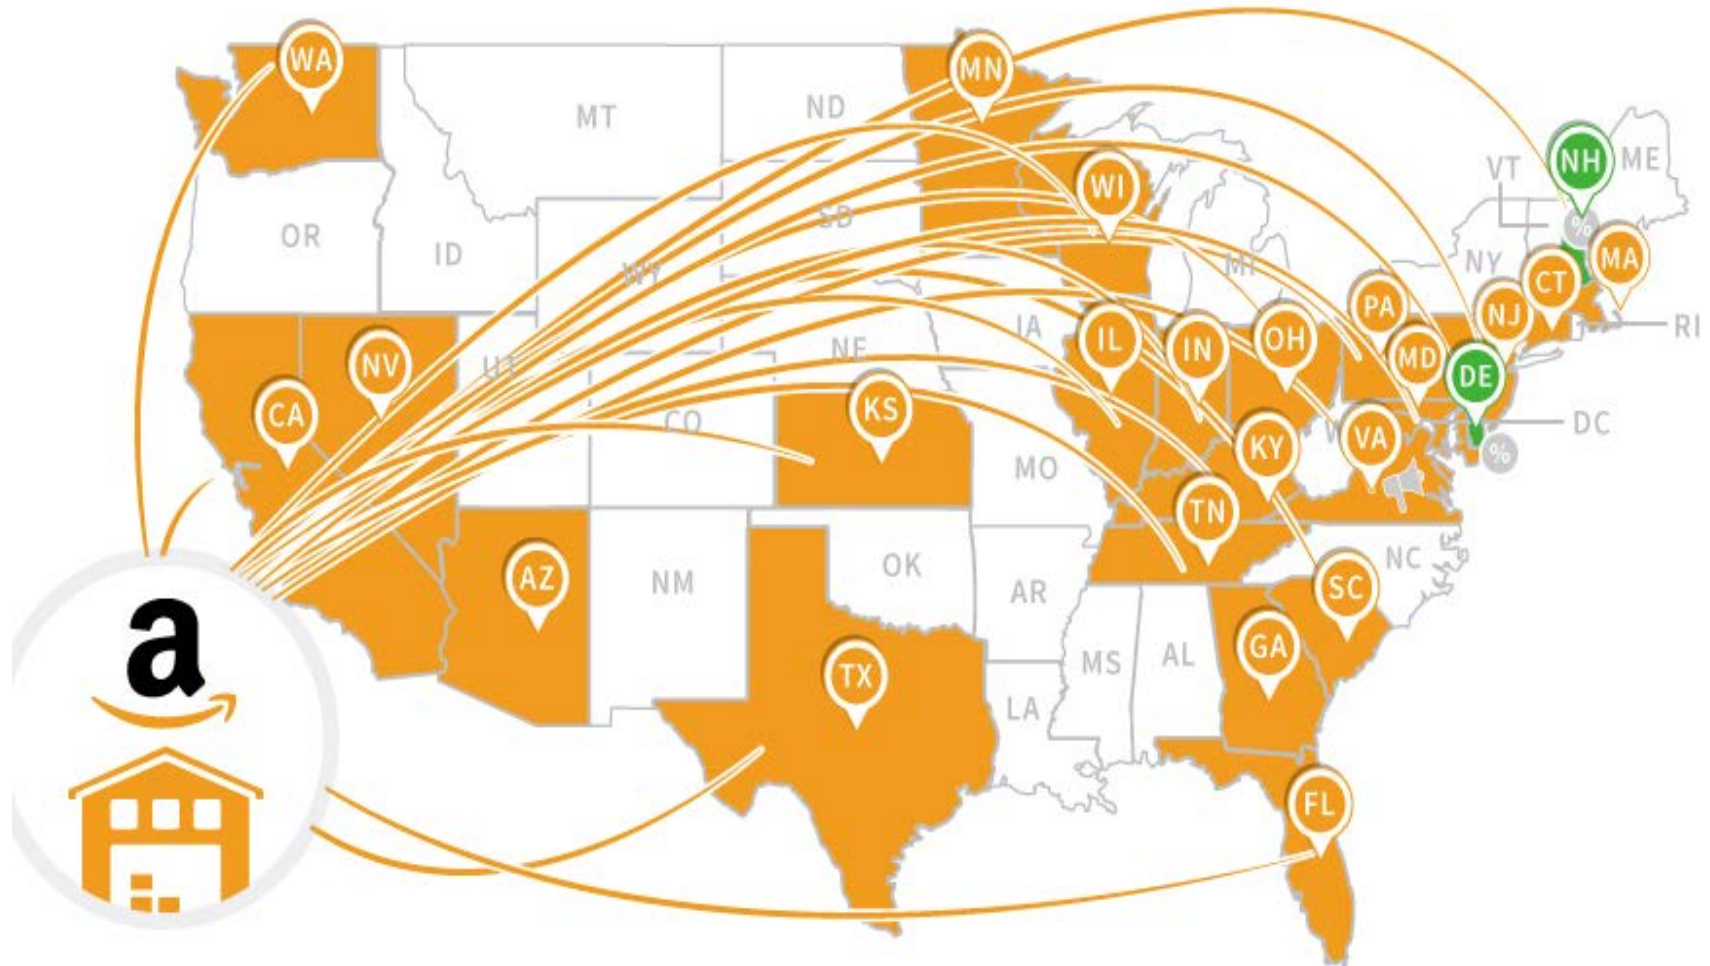 WA
MN
MT
ND
NH
ME
VT
WI
SD
OR
ID
WY
MI
NY
%
MA
CT
PA
NJ
RI
IA
IL
IN
OH
MD
NE
NV
UT
DE
CA
KS
CO
DC
VA
W
KY
%
MO
TN
NC
AZ
NM
OK
AR
SC
GA
MS
AL
TX
LA
a
FL